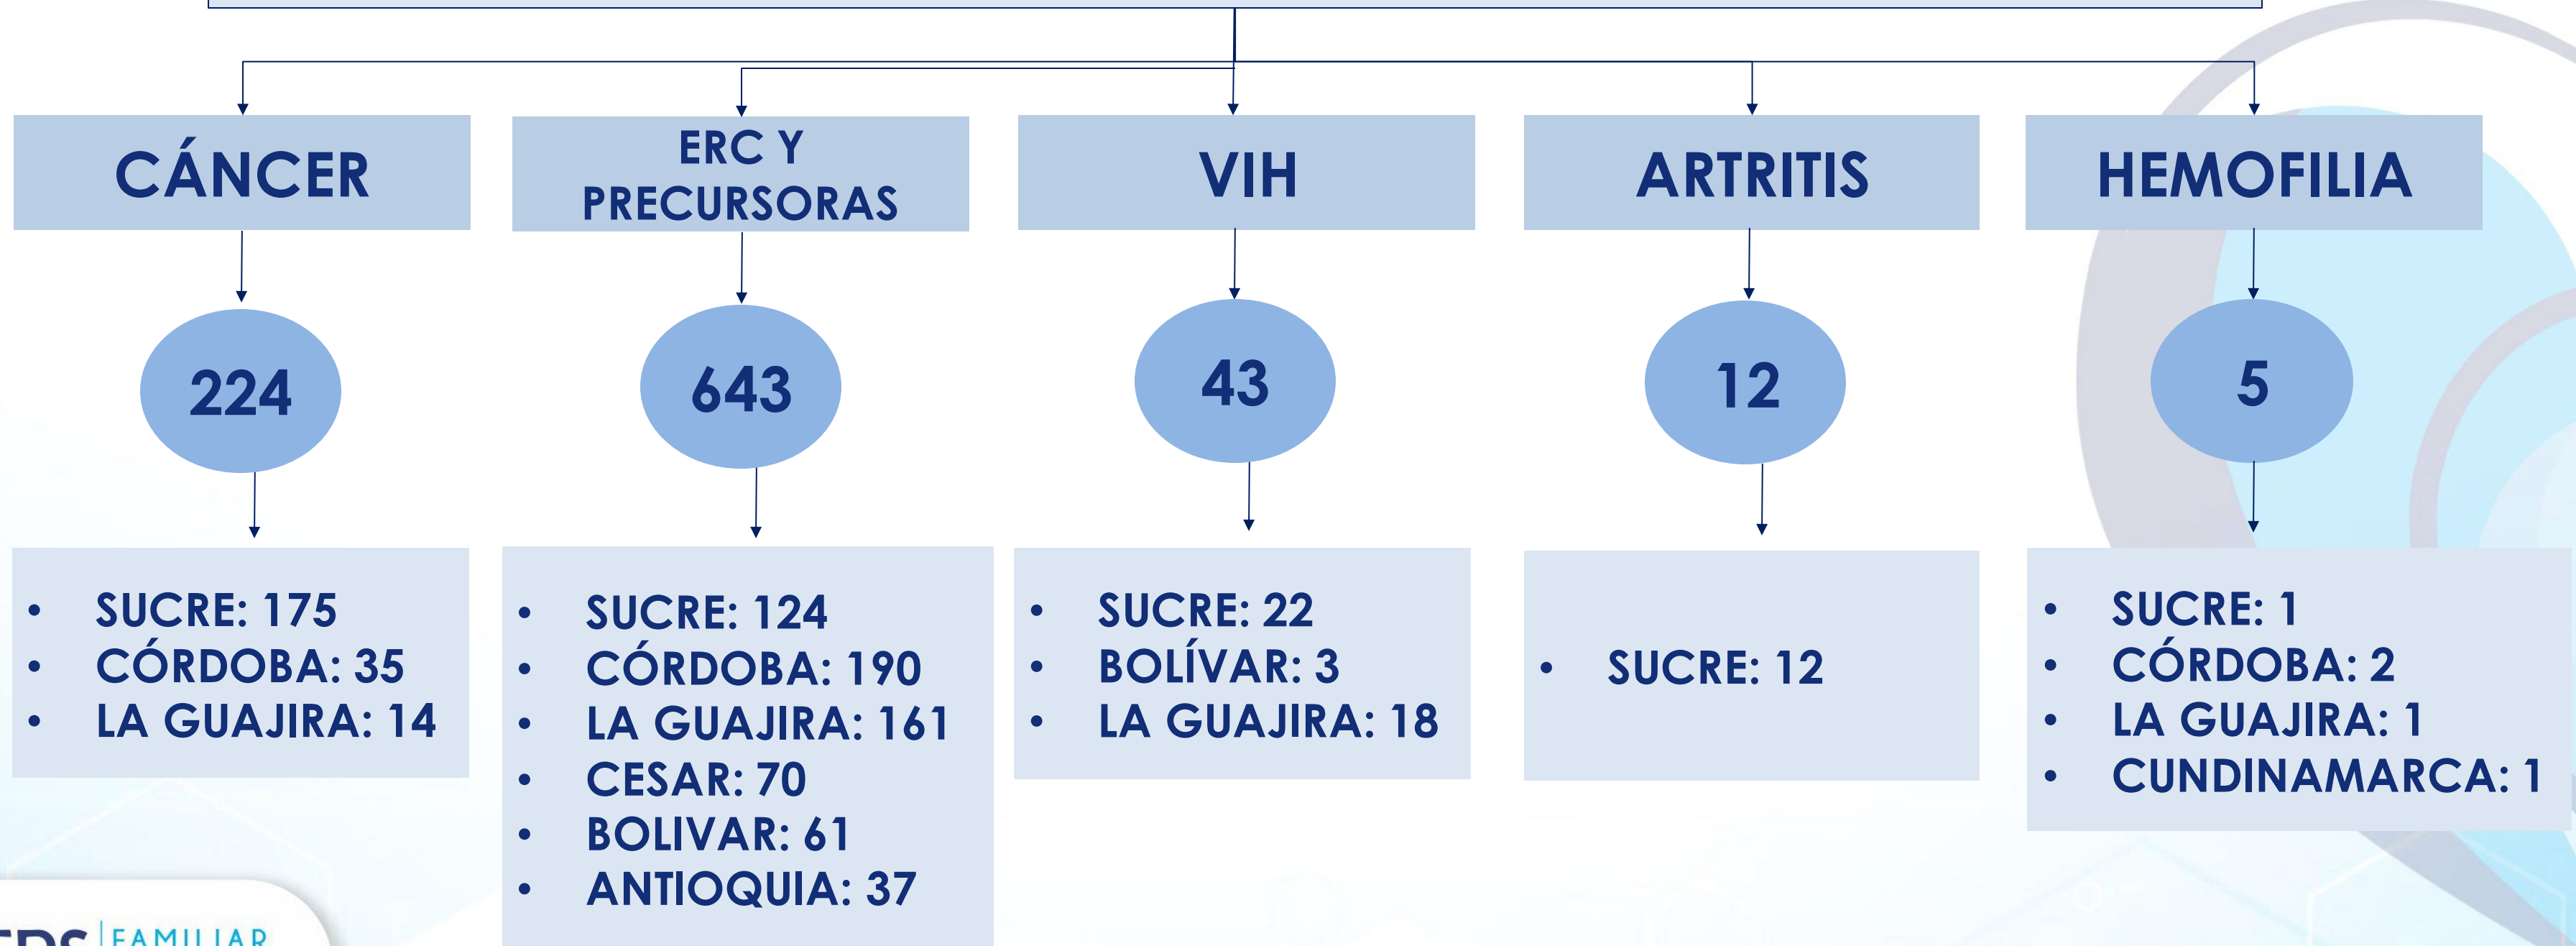 CÁNCER
ERC Y
PRECURSORAS
VIH
ARTRITIS
HEMOFILIA
224
643
43
12
5
• SUCRE: 175
• CÓRDOBA: 35
• LA GUAJIRA: 14
• SUCRE: 124
• CÓRDOBA: 190
• LA GUAJIRA: 161
• CESAR: 70
• BOLIVAR: 61
• ANTIOQUIA: 37
• SUCRE: 22
• BOLÍVAR: 3
• LA GUAJIRA: 18
• SUCRE: 12
• SUCRE: 1
• CÓRDOBA: 2
• LA GUAJIRA: 1
• CUNDINAMARCA: 1
FAMILIAR